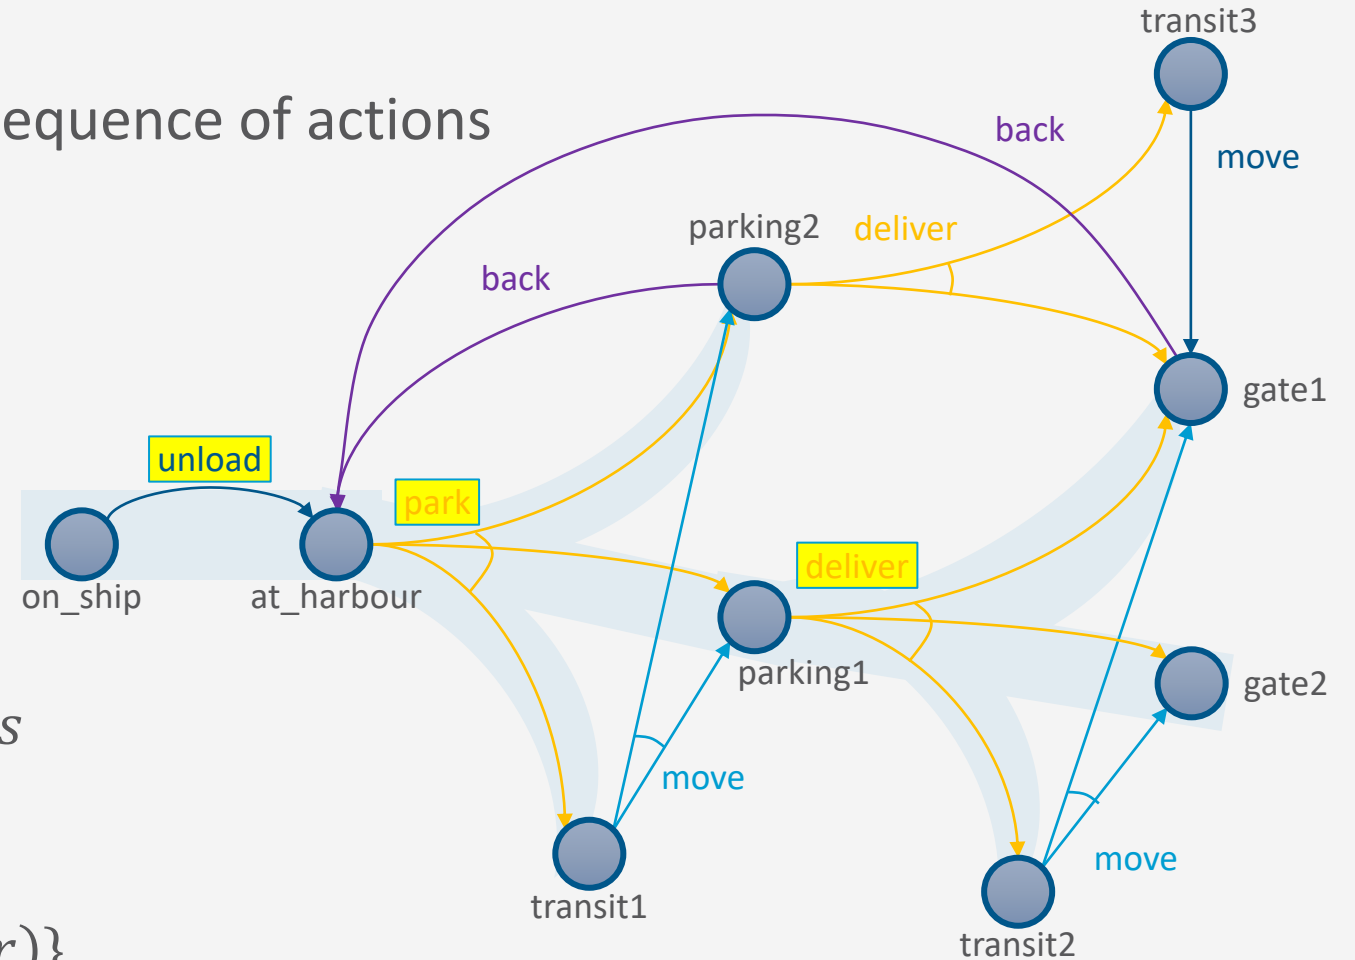 transit3
equence of actions
back
move
parking2
deliver
back
gate1
unload
park
deliver
on_ship
at_harbour
parking1
gate2
s
move
move
transit1
r)}
transit2